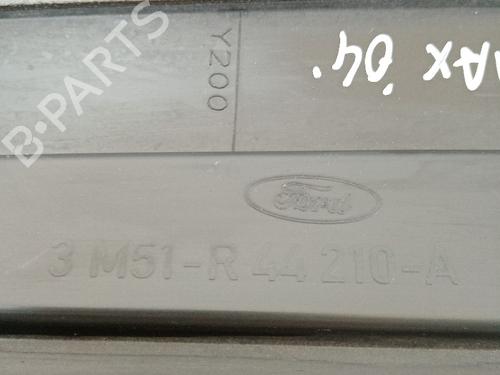 B-PARTS
Y200
AX '04'
Ford
3 M51-R 44 210-A